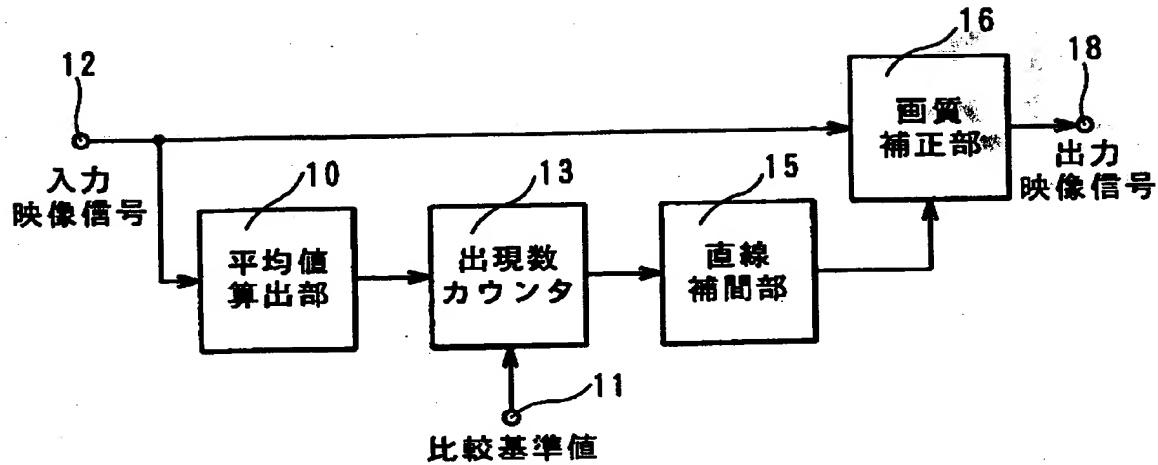 12
入力
映像信号
10
平均値
算出部
13
出現数
カウンタ
11
比較基準値
15
直線
補間部
16
画質
補正部
18
出力
映像信号